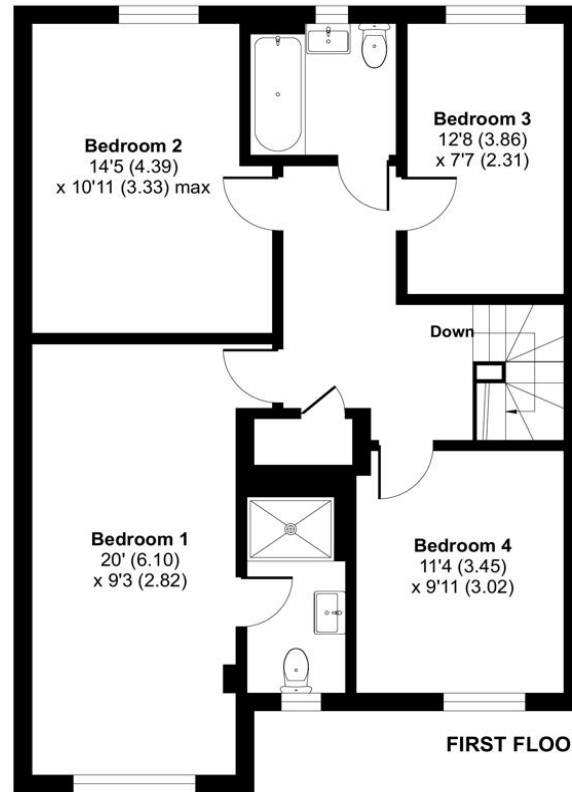 Bedroom 2
14'5 (4.39)
x 10'11 (3.33) max
Bedroom 3
12'8 (3.86)
x 7'7 (2.31)
Down
Bedroom 1
20' (6.10)
x 9'3 (2.82)
Bedroom 4
11'4 (3.45)
x 9'11 (3.02)
FIRST FLOO